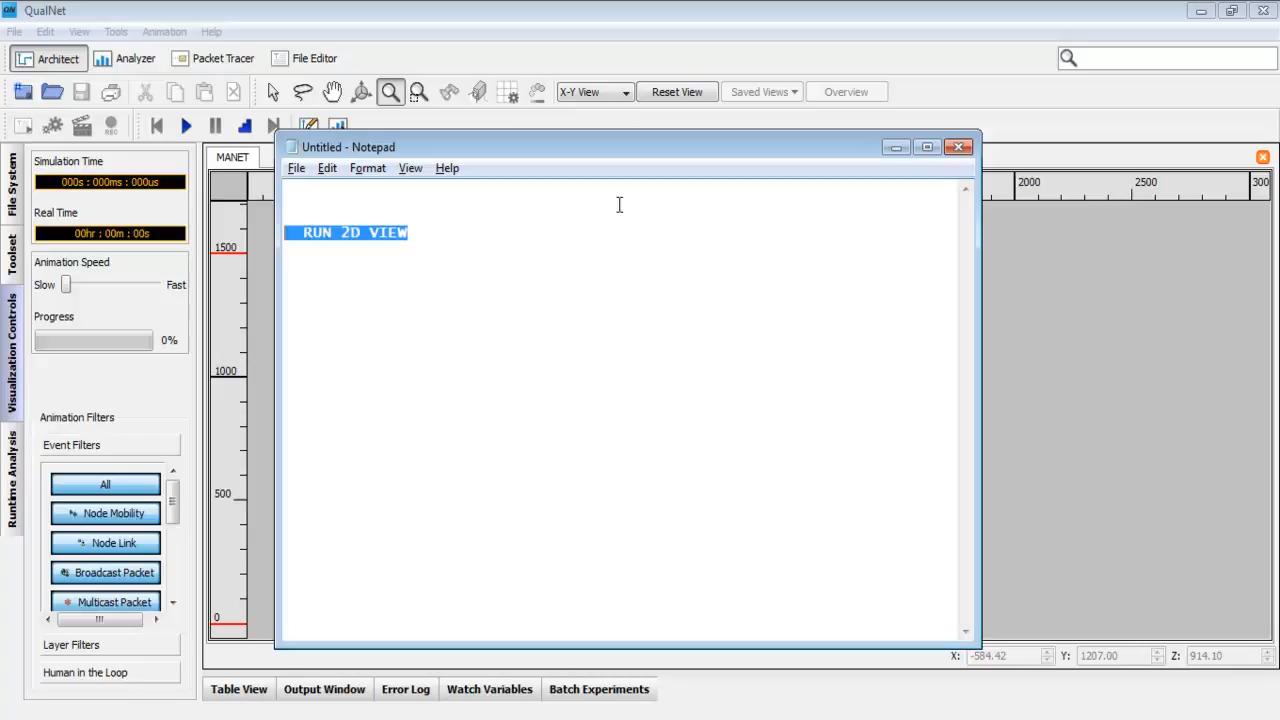 QualNet
File Edit View Tools Animation Help
Architect Analyzer Packet Tracer File Editor
X-Y View Reset View Saved Views Overview
REC
Untitled - Notepad
File Edit Format View Help
RUN 2D VIEW
MANET
2000 2500 300
1500
1000
500
0
Simulation Time
000s : 000ms : 000us
Real Time
00hr : 00m : 00s
Animation Speed
Slow Fast
Progress
0%
Animation Filters
Event Filters
All
Node Mobility
Node Link
Broadcast Packet
Multicast Packet
Layer Filters
Human in the Loop
File System
Toolset
Visualization Controls
Runtime Analysis
X: -584.42 Y: 1207.00 Z: 914.10
Table View Output Window Error Log Watch Variables Batch Experiments